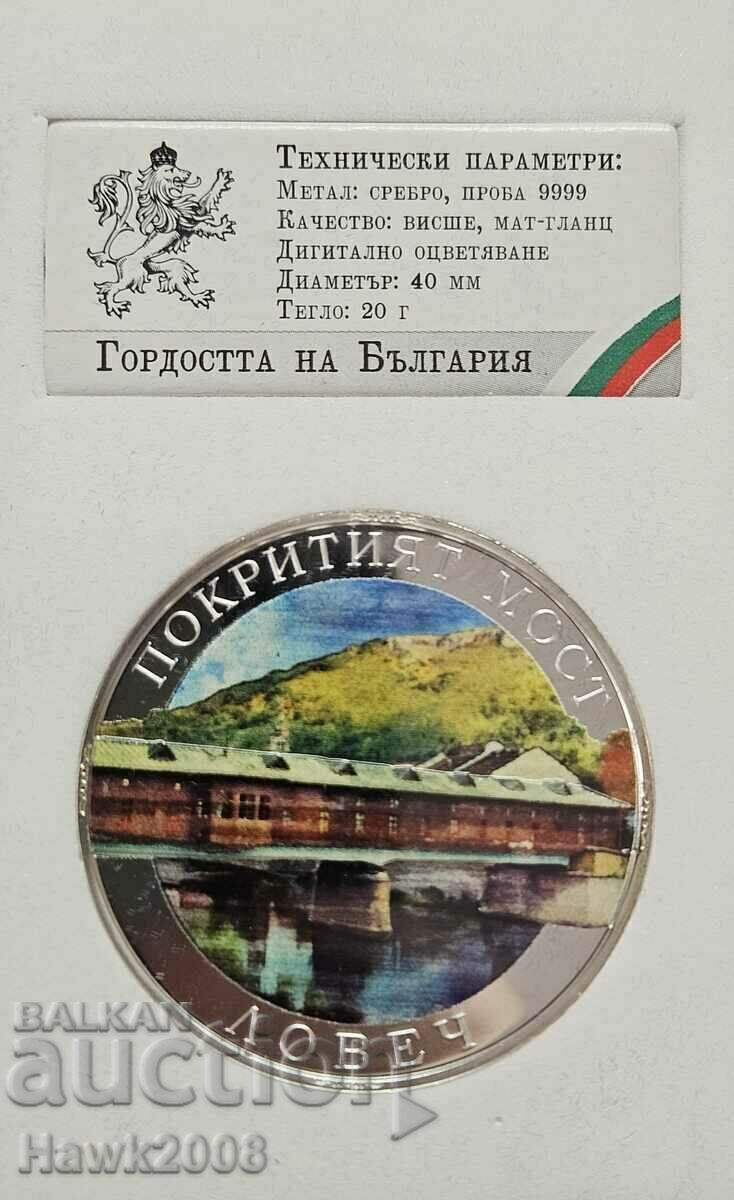 Технически параметри:
Метал: сребро, проба 9999
Качество: висше, мат-гланц
Дигитално оцветяване
Диаметър: 40 мм
Тегло: 20 г
Гордостта на България
ПОКРИТИЯТ МОСТ
ЛОВЕЧ
BALKAN
auction
Hawk2008